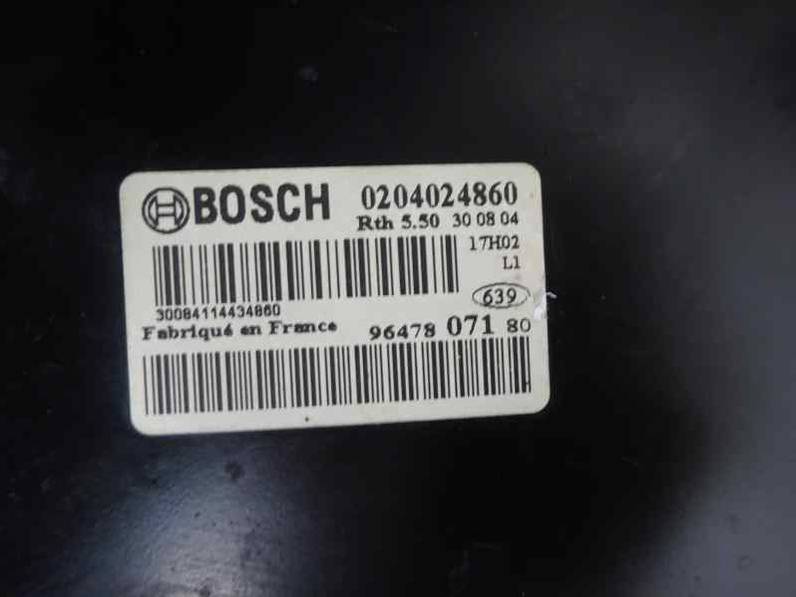 BOSCH 0204024860
Rth 5.50 30 08 04
17H02
L1
639
30084114434860
Fabriqué en France 96478 071 80